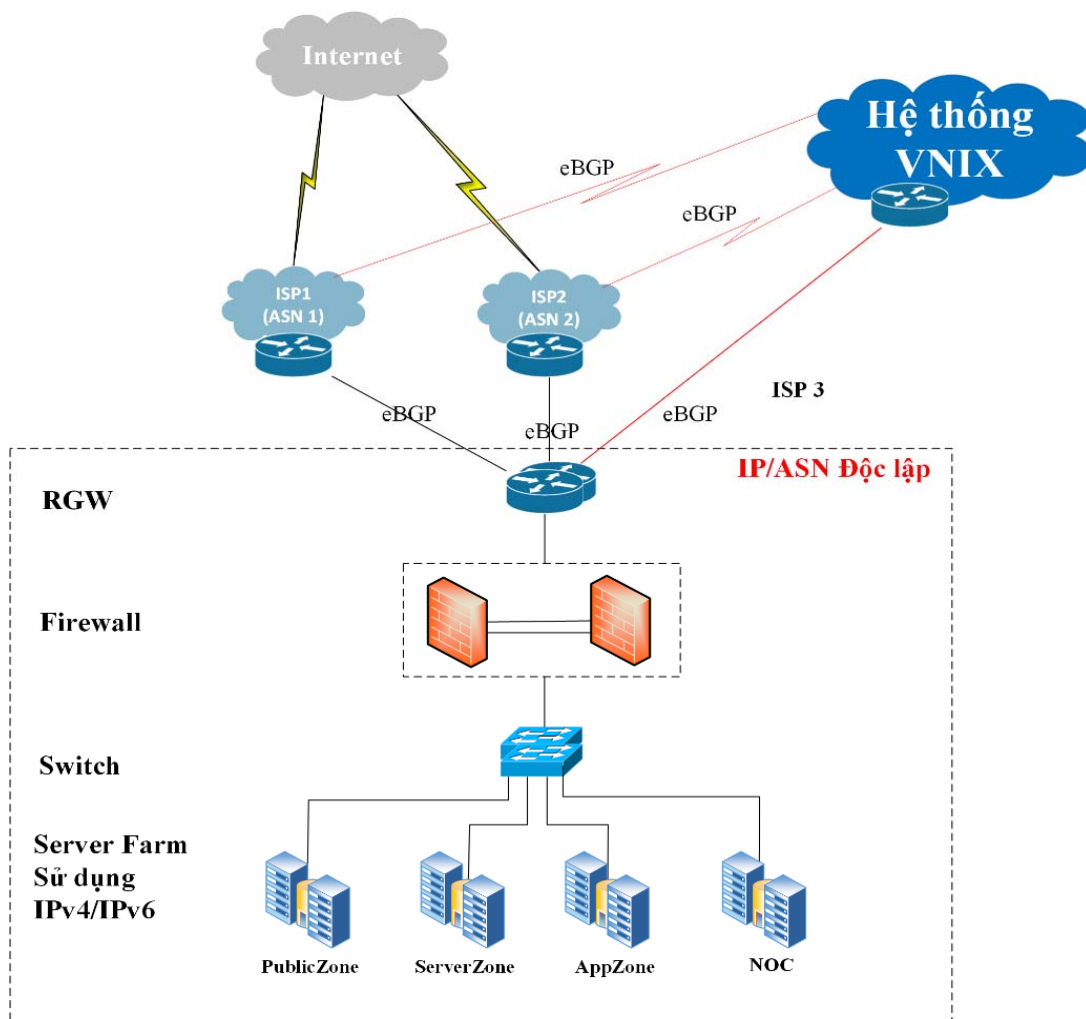 Internet
Hệ thống
VNIX
eBGP
eBGP
ISP1
(ASN 1)
ISP2
(ASN 2)
ISP 3
eBGP
eBGP
eBGP
IP/ASN Độc lập
RGW
Firewall
Switch
Server Farm
Sử dụng
IPv4/IPv6
PublicZone
ServerZone
AppZone
NOC